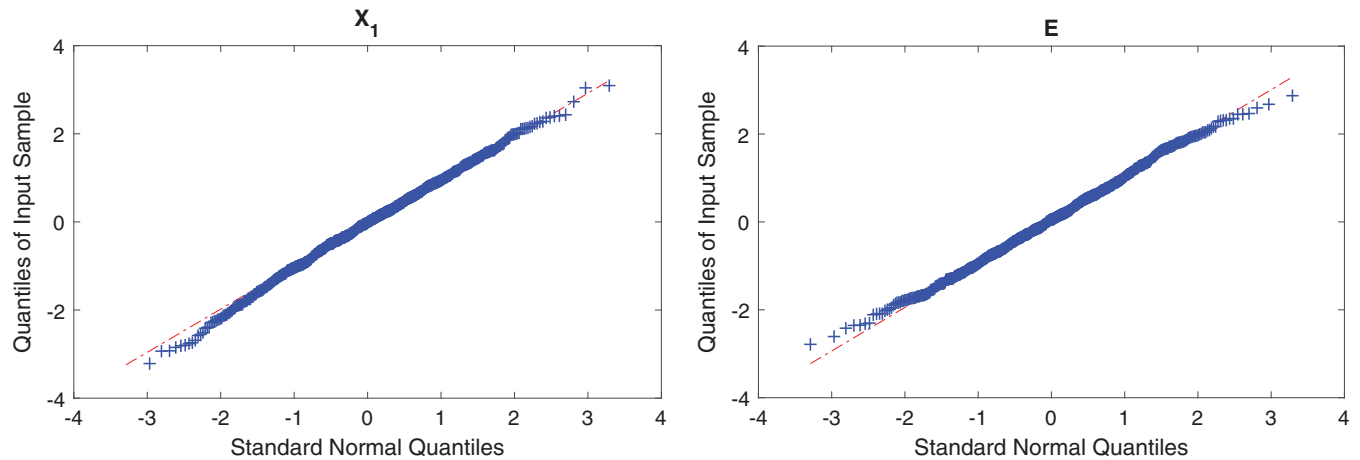 X1
4
2
0
-2
-4
Quantiles of Input Sample
-4 -3 -2 -1 0 1 2 3 4
Standard Normal Quantiles
E
4
2
0
-2
-4
Quantiles of Input Sample
-4 -3 -2 -1 0 1 2 3 4
Standard Normal Quantiles